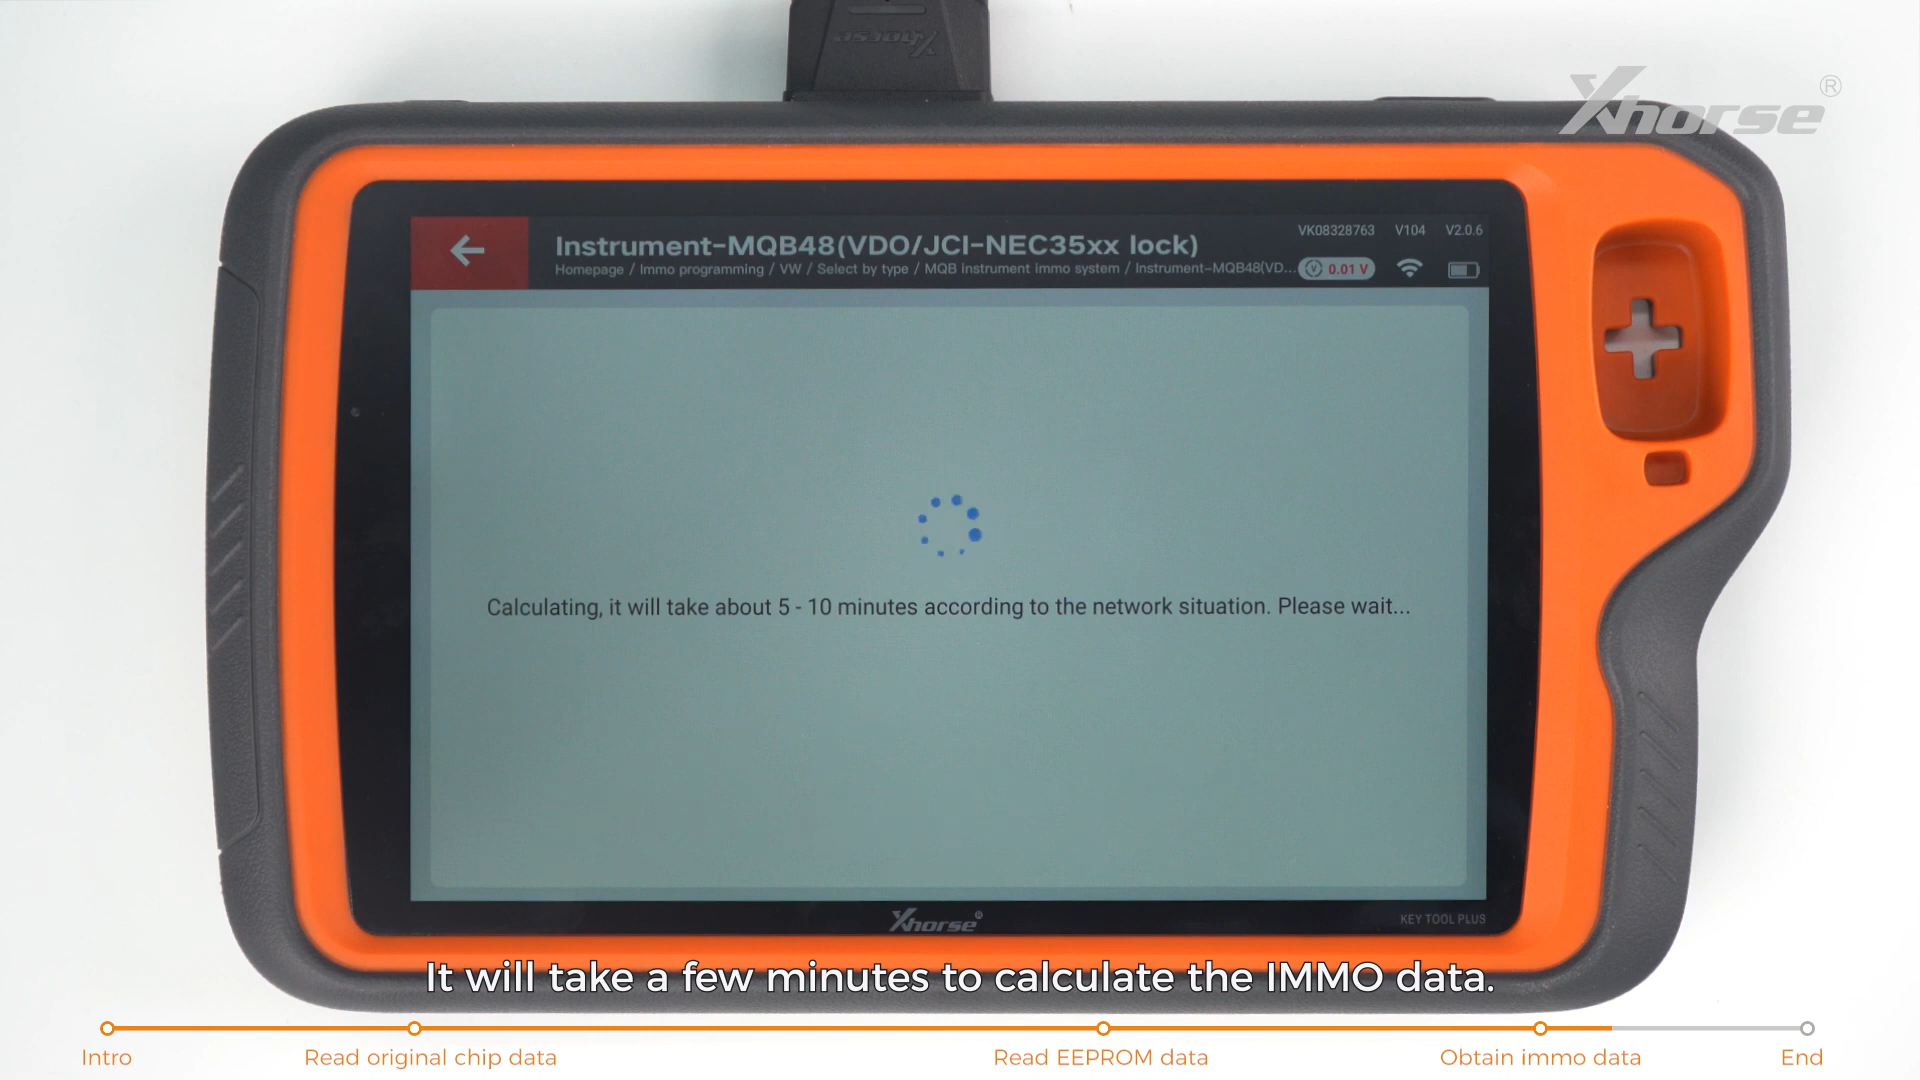 Xhorse
Xhorse®
Instrument-MQB48(VDO/JCI-NEC35xx lock)
VK08328763 V104 V2.0.6
Homepage / Immo programming / VW / Select by type / MQB instrument immo system / Instrument-MQB48(VD...
V 0.01 V
Calculating, it will take about 5 - 10 minutes according to the network situation. Please wait...
Xhorse®
KEY TOOL PLUS
It will take a few minutes to calculate the IMMO data.
Intro
Read original chip data
Read EEPROM data
Obtain immo data
End